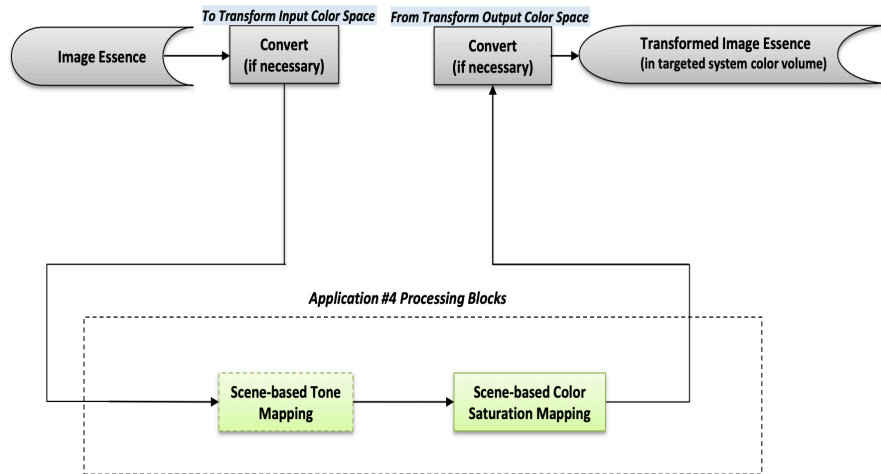 To Transform Input Color Space
From Transform Output Color Space
Image Essence
Convert
(if necessary)
Convert
(if necessary)
Transformed Image Essence
(in targeted system color volume)
Application #4 Processing Blocks
Scene-based Tone
Mapping
Scene-based Color
Saturation Mapping